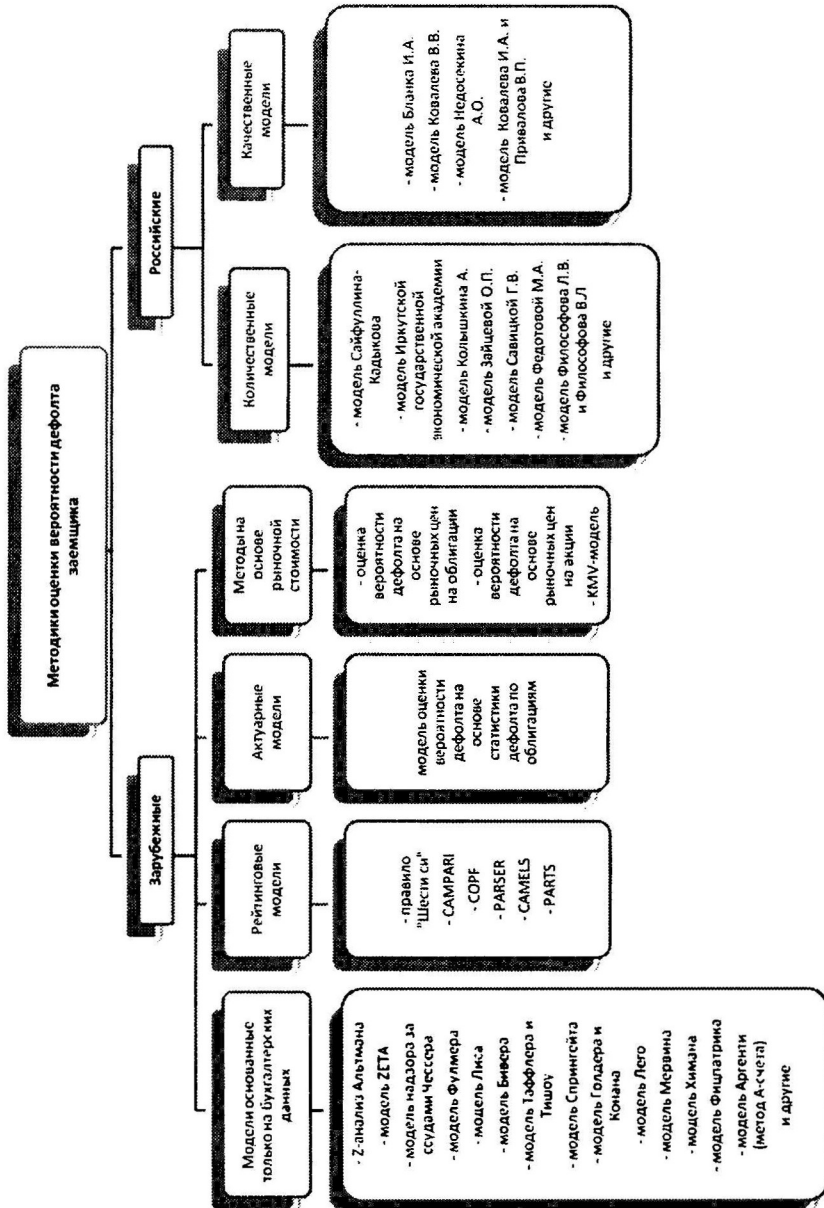 Методики оценки вероятности дефолта
заемщика
Зарубежные
Российские
Модели основанные
только на бухгалтерских
данных
Рейтинговые
модели
Актуарные
модели
Методы на
основе
рыночной
стоимости
Количественные
модели
Качественные
модели
- Z-анализ Альтмана
- модель ZETA
- модель надзора за
ссудами Чессера
- модель Фулмера
- модель Лиса
- модель Бивера
- модель Таффлера и
Тишоу
- модель Спрингейта
- модель Голдера и
Конана
- модель Лего
- модель Мервина
- модель Химана
- модель Фицпатрика
- модель Аргенти
(метод А-счета)
и другие
- правило
"Шести си"
- CAMPARI
- COPF
- PARSER
- CAMELS
- PARTS
модель оценки
вероятности
дефолта на
основе
статистики
дефолта по
облигациям
- оценка
вероятности
дефолта на
основе
рыночных цен
на облигации
- оценка
вероятности
дефолта на
основе
рыночных цен
на акции
- KMV-модель
- модель Сайфуллина-
Кадыкова
- модель Иркутской
государственной
экономической академии
- модель Колышкина А.
- модель Зайцевой О.П.
- модель Савицкой Г.В.
- модель Федотовой М.А.
- модель Философова Л.В.
и Философова В.Л
и другие
- модель Бланка И.А.
- модель Ковалева В.В.
- модель Недосекина
А.О.
- модель Ковалева И.А. и
Привалова В.П.
и другие